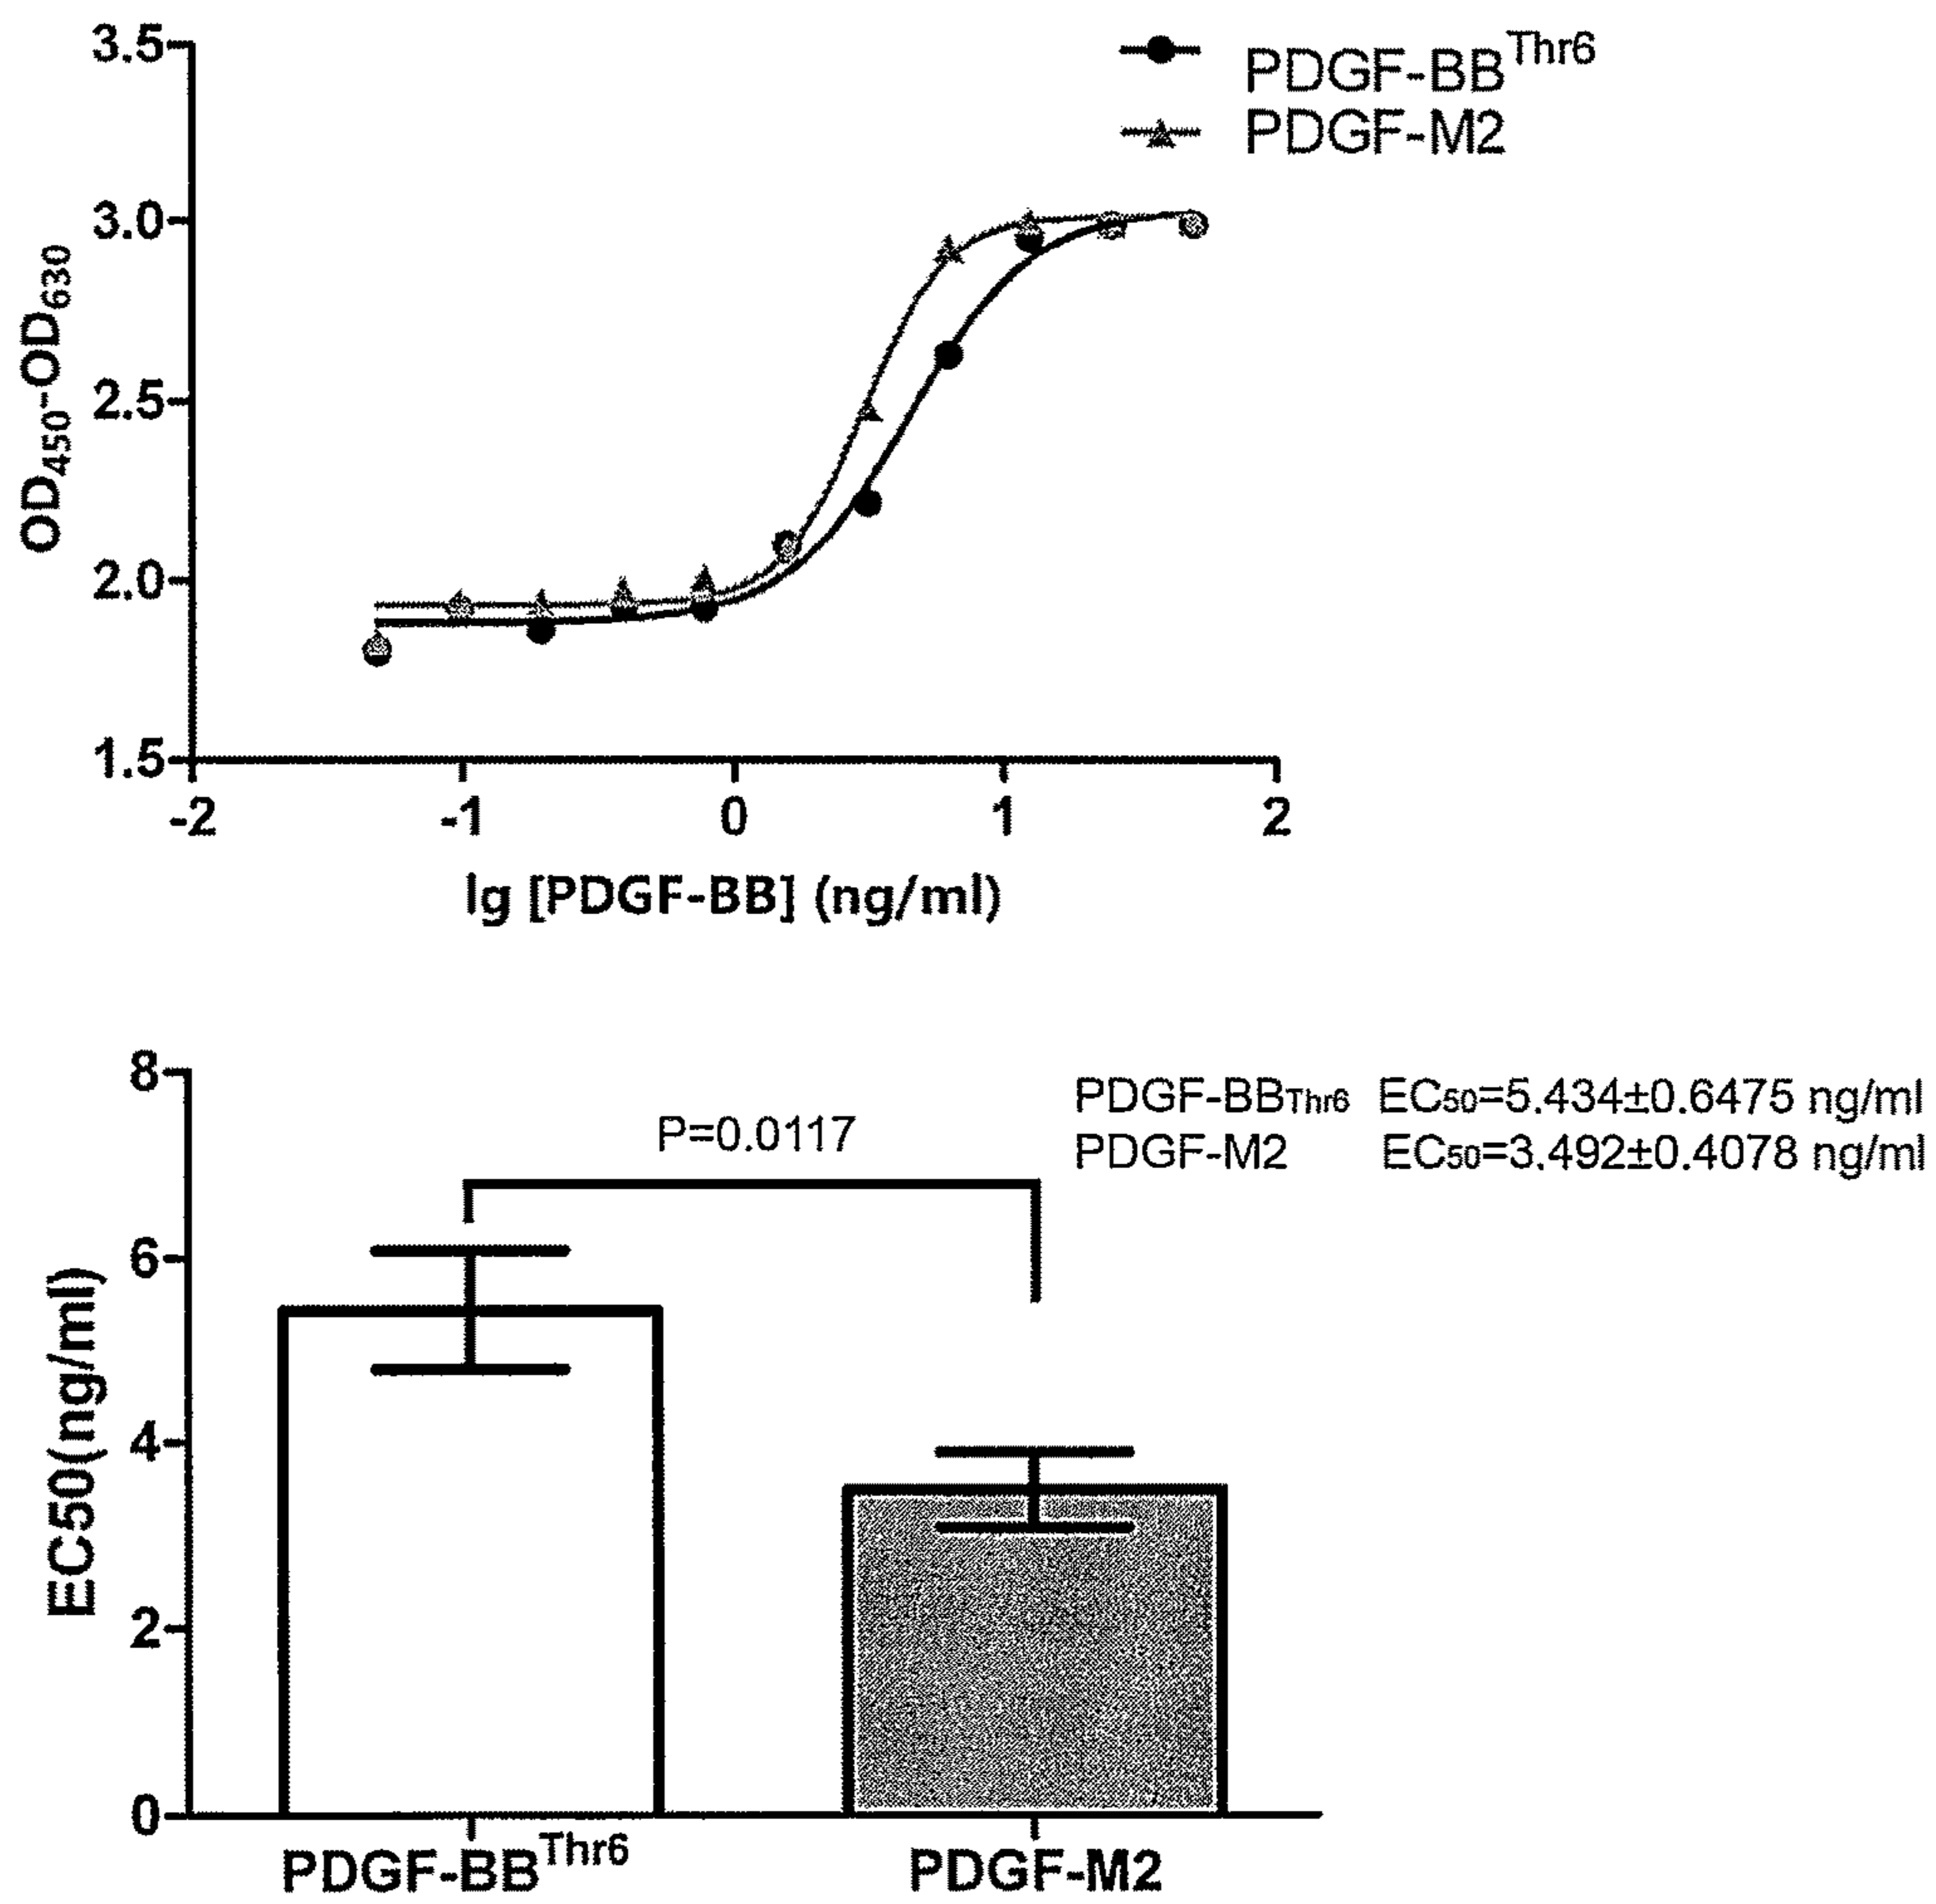 3.5
PDGF-BBThr6
PDGF-M2
3.0
2.5
2.0
1.5
OD450-OD630
-2 -1 0 1 2
lg [PDGF-BB] (ng/ml)
8
PDGF-BBThr6 EC50=5.434±0.6475 ng/ml
P=0.0117
PDGF-M2 EC50=3.492±0.4078 ng/ml
6
4
2
0
EC50(ng/ml)
PDGF-BBThr6 PDGF-M2